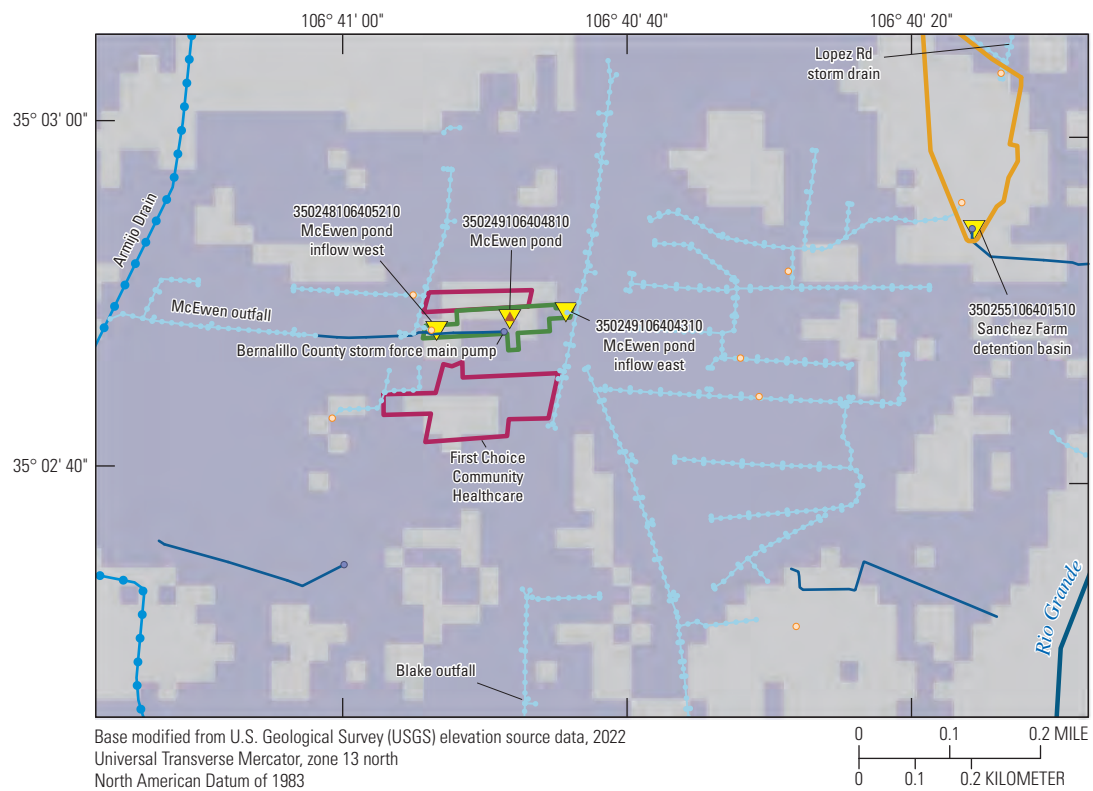 106° 41' 00"
106° 40' 40"
106° 40' 20"
35° 03' 00"
35° 02' 40"
Lopez Rd
storm drain
Armijo Drain
350248106405210
McEwen pond
inflow west
350249106404810
McEwen pond
McEwen outfall
Bernalillo County storm force main pump
350249106404310
McEwen pond
inflow east
350255106401510
Sanchez Farm
detention basin
First Choice
Community
Healthcare
Blake outfall
Rio Grande
Base modified from U.S. Geological Survey (USGS) elevation source data, 2022
Universal Transverse Mercator, zone 13 north
North American Datum of 1983
0 0.1 0.2 MILE
0 0.1 0.2 KILOMETER